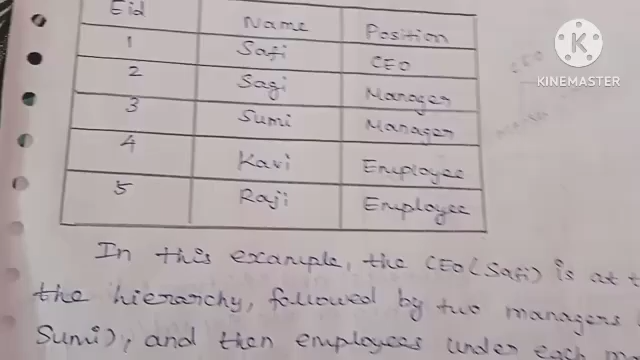 Eid Name Position
1 Safi CEO
2 Sagi Manager
3 Sumi Manager
4 Kavi Employee
5 Raji Employee
In this example, the CEO (Safi) is at
the hierarchy, followed by two managers
Sumi), and then employees under each
KINEMASTER